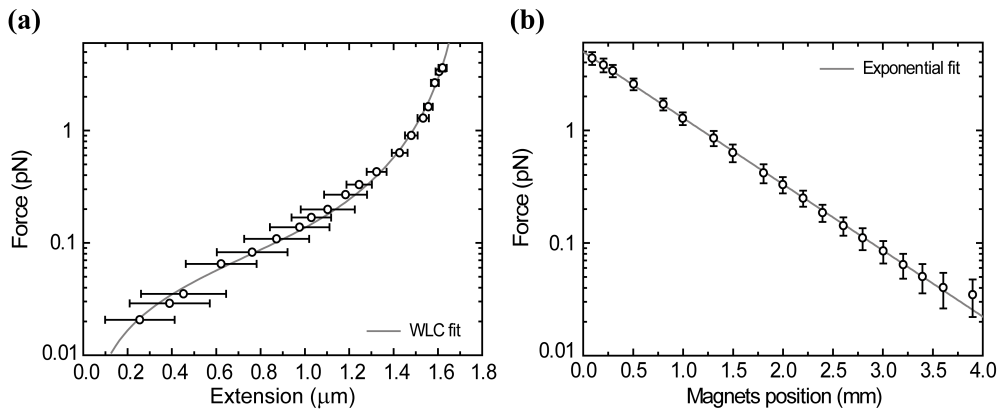 (a)
Force (pN)
1
0.1
0.01
WLC fit
0.0 0.2 0.4 0.6 0.8 1.0 1.2 1.4 1.6 1.8
Extension (μm)
(b)
Force (pN)
1
0.1
0.01
Exponential fit
0.0 0.5 1.0 1.5 2.0 2.5 3.0 3.5 4.0
Magnets position (mm)